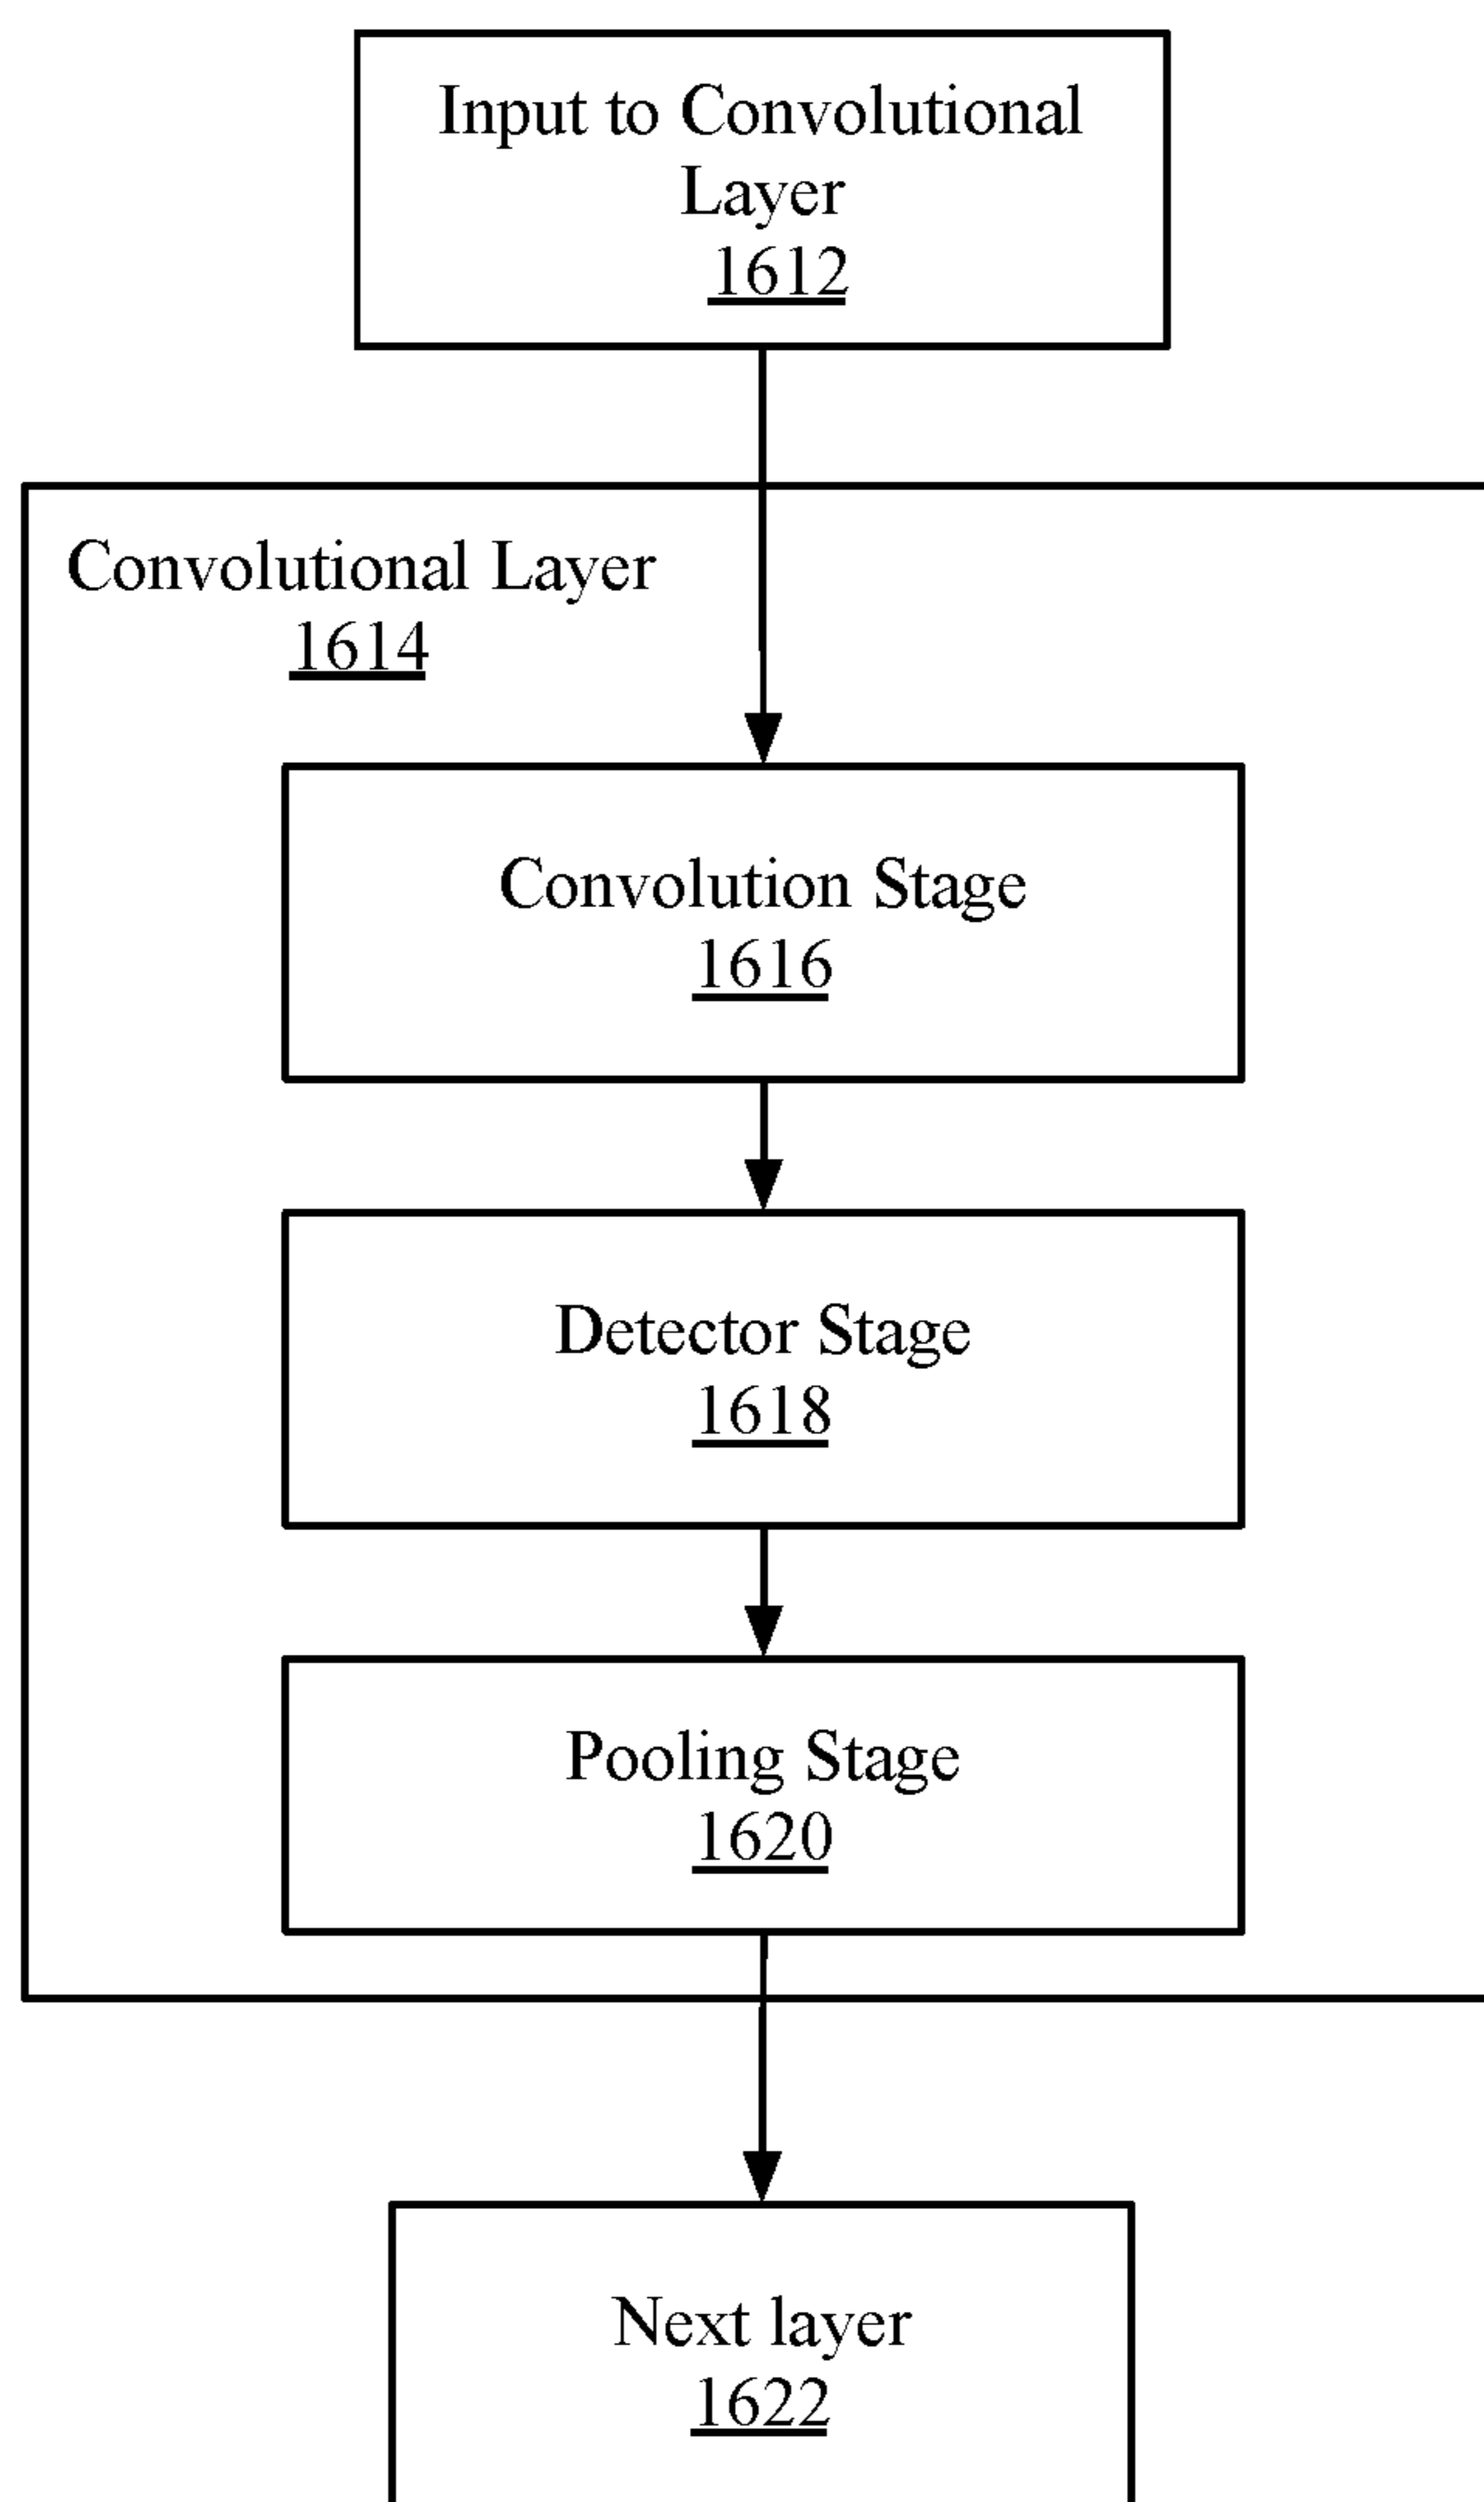 Input to Convolutional
Layer
1612
Convolutional Layer
1614
Convolution Stage
1616
Detector Stage
1618
Pooling Stage
1620
Next layer
1622